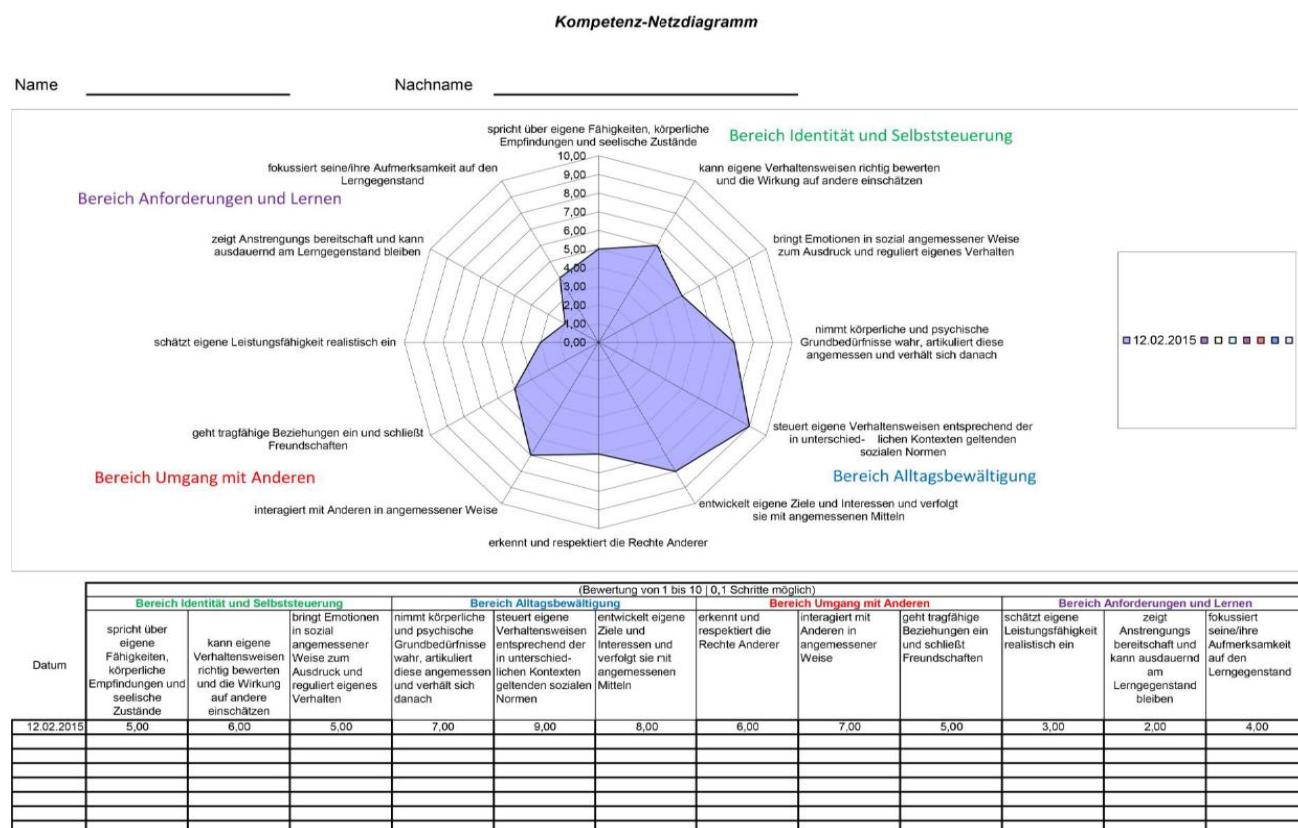 Kompetenz-Netzdiagramm
Name
Nachname
spricht über eigene Fähigkeiten, körperliche
Empfindungen und seelische Zustände
Bereich Identität und Selbststeuerung
kann eigene Verhaltensweisen richtig bewerten
und die Wirkung auf andere einschätzen
bringt Emotionen in sozial angemessener Weise
zum Ausdruck und reguliert eigenes Verhalten
nimmt körperliche und psychische
Grundbedürfnisse wahr, artikuliert diese
angemessen und verhält sich danach
steuert eigene Verhaltensweisen entsprechend der
in unterschied- lichen Kontexten geltenden
sozialen Normen
Bereich Alltagsbewältigung
entwickelt eigene Ziele und Interessen und verfolgt
sie mit angemessenen Mitteln
erkennt und respektiert die Rechte Anderer
interagiert mit Anderen in angemessener Weise
Bereich Umgang mit Anderen
geht tragfähige Beziehungen ein und schließt
Freundschaften
schätzt eigene Leistungsfähigkeit realistisch ein
zeigt Anstrengungs bereitschaft und kann
ausdauernd am Lerngegenstand bleiben
Bereich Anforderungen und Lernen
fokussiert seine/ihre Aufmerksamkeit auf den
Lerngegenstand
10,00
9,00
8,00
7,00
6,00
5,00
4,00
3,00
2,00
1,00
0,00
12.02.2015
(Bewertung von 1 bis 10 | 0,1 Schritte möglich)
Bereich Identität und Selbststeuerung
Bereich Alltagsbewältigung
Bereich Umgang mit Anderen
Bereich Anforderungen und Lernen
Datum
spricht über
eigene
Fähigkeiten,
körperliche
Empfindungen und
seelische
Zustände
kann eigene
Verhaltensweisen
richtig bewerten
und die Wirkung
auf andere
einschätzen
bringt Emotionen
in sozial
angemessener
Weise zum
Ausdruck und
reguliert eigenes
Verhalten
nimmt körperliche
und psychische
Grundbedürfnisse
wahr, artikuliert
diese angemessen
und verhält sich
danach
steuert eigene
Verhaltensweisen
entsprechend der
in unterschied-
lichen Kontexten
geltenden sozialen
Normen
entwickelt eigene
Ziele und
Interessen und
verfolgt sie mit
angemessenen
Mitteln
erkennt und
respektiert die
Rechte Anderer
interagiert mit
Anderen in
angemessener
Weise
geht tragfähige
Beziehungen ein
und schließt
Freundschaften
schätzt eigene
Leistungsfähigkeit
realistisch ein
zeigt
Anstrengungs
bereitschaft und
kann ausdauernd
am
Lerngegenstand
bleiben
fokussiert
seine/ihre
Aufmerksamkeit
auf den
Lerngegenstand
12.02.2015 5,00 6,00 5,00 7,00 9,00 8,00 6,00 7,00 5,00 3,00 2,00 4,00